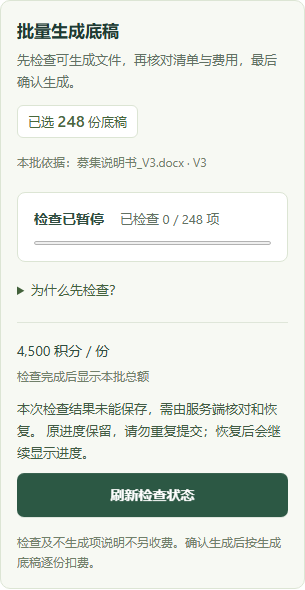 批量生成底稿
先检查可生成文件，再核对清单与费用，最后
确认生成。
已选 248 份底稿
本批依据：募集说明书_V3.docx · V3
检查已暂停 已检查 0 / 248 项
▶ 为什么先检查？
4,500 积分 / 份
检查完成后显示本批总额
本次检查结果未能保存，需由服务端核对和恢
复。 原进度保留，请勿重复提交；恢复后会继
续显示进度。
刷新检查状态
检查及不生成项说明不另收费。确认生成后按生成
底稿逐份扣费。